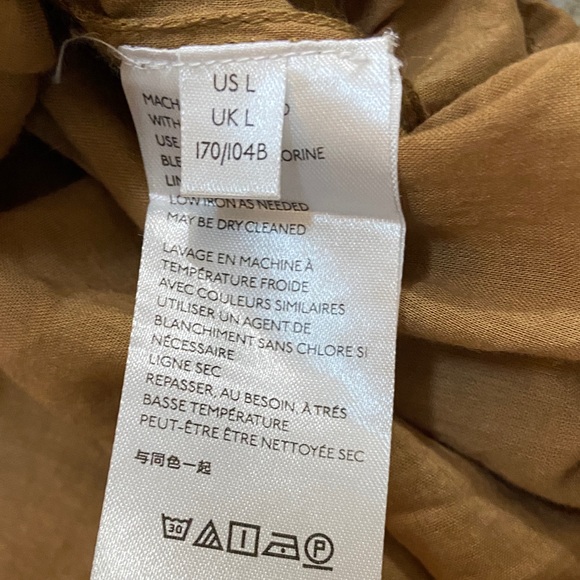 US L
UK L
170/104B
MACH
WITH
USE
BLE ORINE
LIN
LOW IRON AS NEEDED
MAY BE DRY CLEANED
LAVAGE EN MACHINE À
TEMPÉRATURE FROIDE
AVEC COULEURS SIMILAIRES
UTILISER UN AGENT DE
BLANCHIMENT SANS CHLORE SI
NÉCESSAIRE
LIGNE SEC
REPASSER, AU BESOIN, À TRÉS
BASSE TEMPÉRATURE
PEUT-ÊTRE ÊTRE NETTOYÉE SEC
与同色一起
30 P